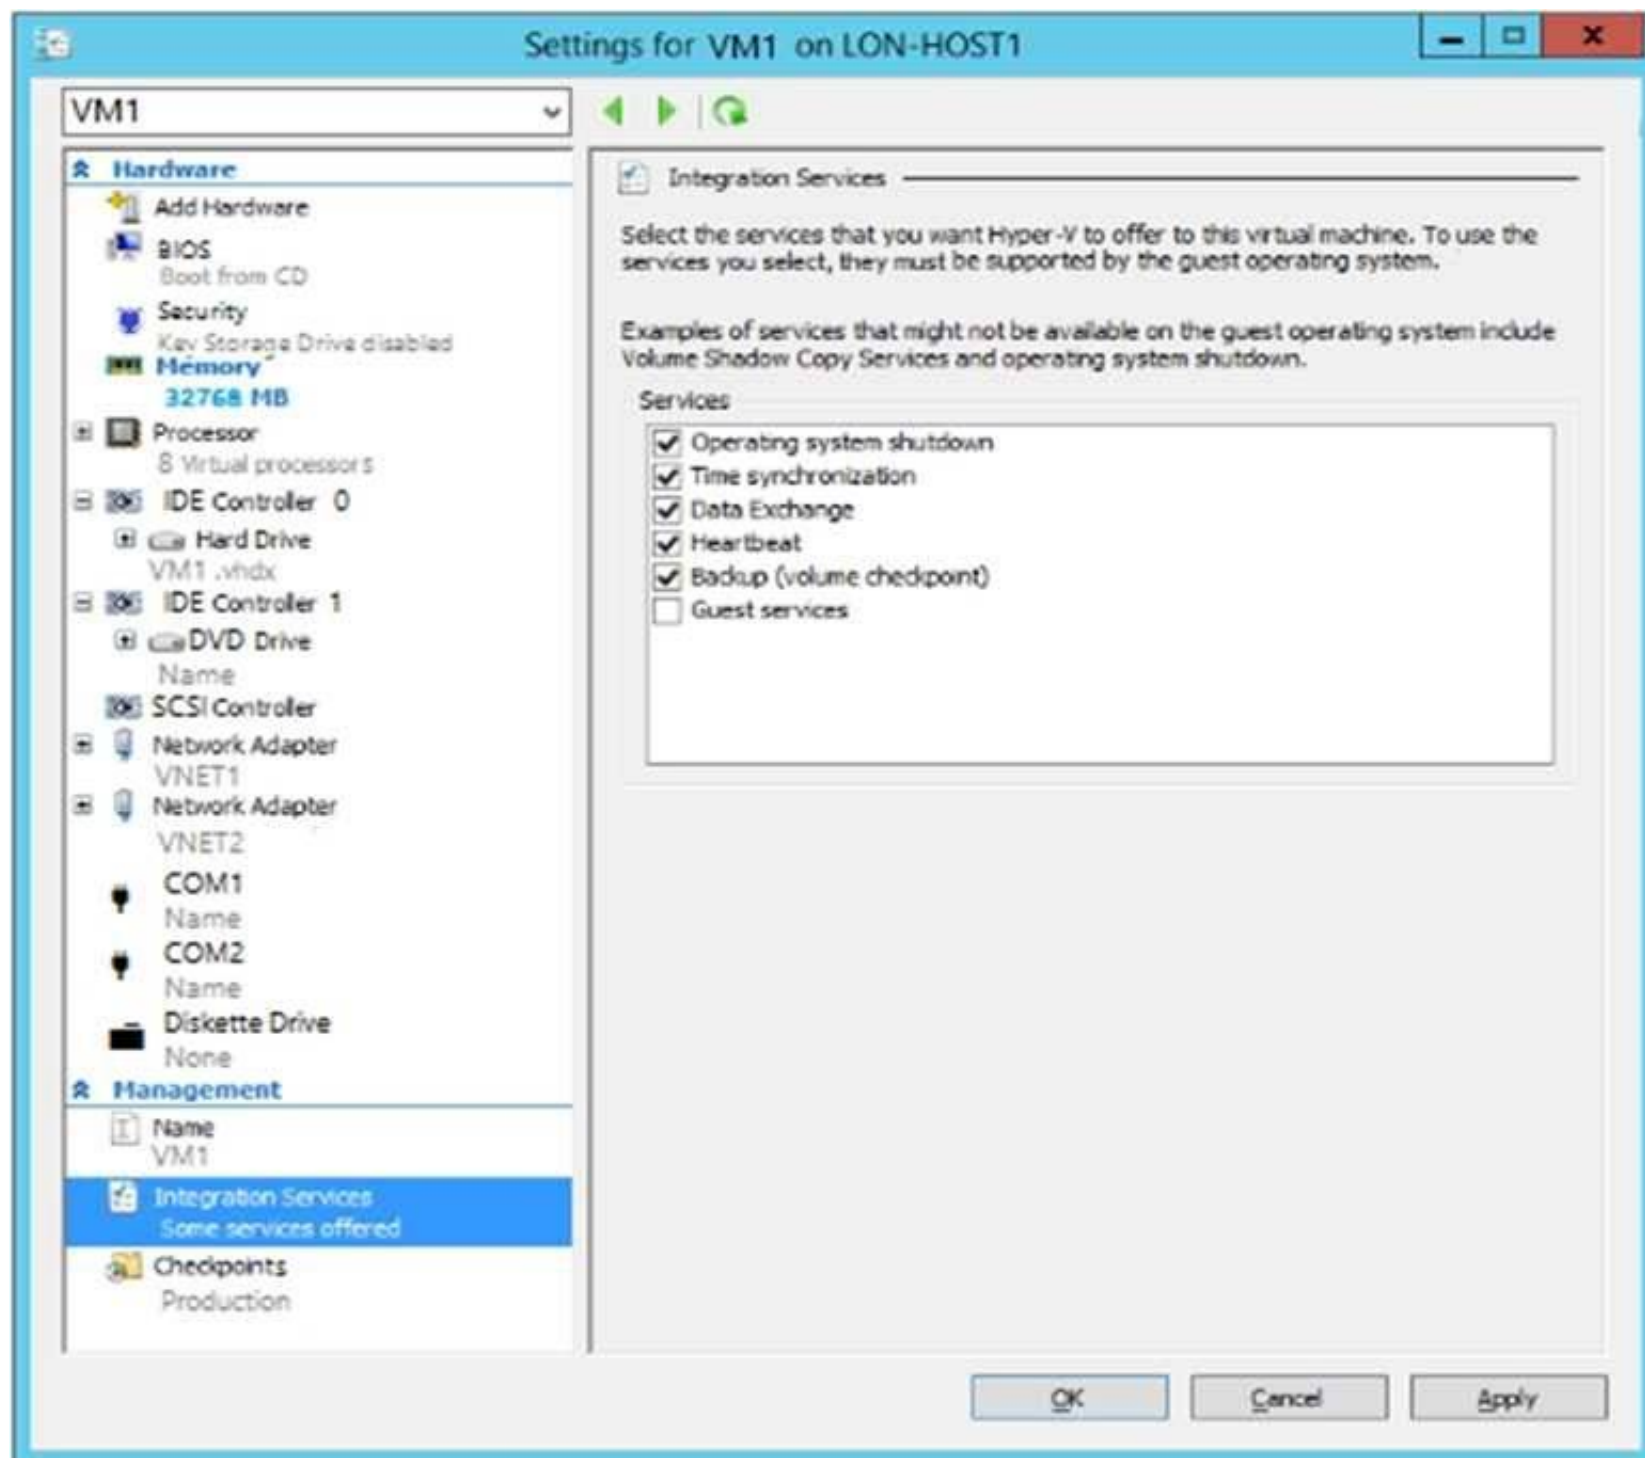 Settings for VM1 on LON-HOST1
VM1
Hardware
Add Hardware
BIOS
Boot from CD
Security
Key Storage Drive disabled
Memory
32768 MB
Processor
8 Virtual processors
IDE Controller 0
Hard Drive
VM1 .vhdx
IDE Controller 1
DVD Drive
Name
SCSI Controller
Network Adapter
VNET1
Network Adapter
VNET2
COM1
Name
COM2
Name
Diskette Drive
None
Management
Name
VM1
Integration Services
Some services offered
Checkpoints
Production
Integration Services
Select the services that you want Hyper-V to offer to this virtual machine. To use the
services you select, they must be supported by the guest operating system.
Examples of services that might not be available on the guest operating system include
Volume Shadow Copy Services and operating system shutdown.
Services
Operating system shutdown
Time synchronization
Data Exchange
Heartbeat
Backup (volume checkpoint)
Guest services
OK
Cancel
Apply